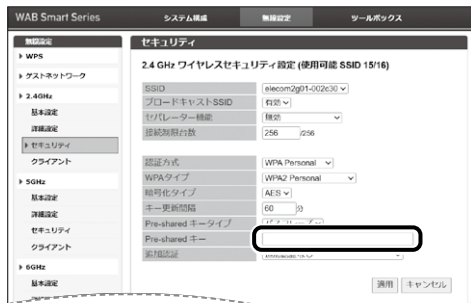 WAB Smart Series
システム構成
無線設定
ツールボックス
無線設定
WPS
ゲストネットワーク
2.4GHz
基本設定
詳細設定
セキュリティ
クライアント
5GHz
基本設定
詳細設定
セキュリティ
クライアント
6GHz
基本設定
セキュリティ
2.4 GHz ワイヤレスセキュリティ設定 (使用可能 SSID 15/16)
SSID elecom2g01-002c30
ブロードキャストSSID 有効
セパレーター機能 無効
接続制限台数 256 /256
認証方式 WPA Personal
WPAタイプ WPA2 Personal
暗号化タイプ AES
キー更新間隔 60 分
Pre-shared キータイプ
Pre-shared キー
追加認証
適用 キャンセル